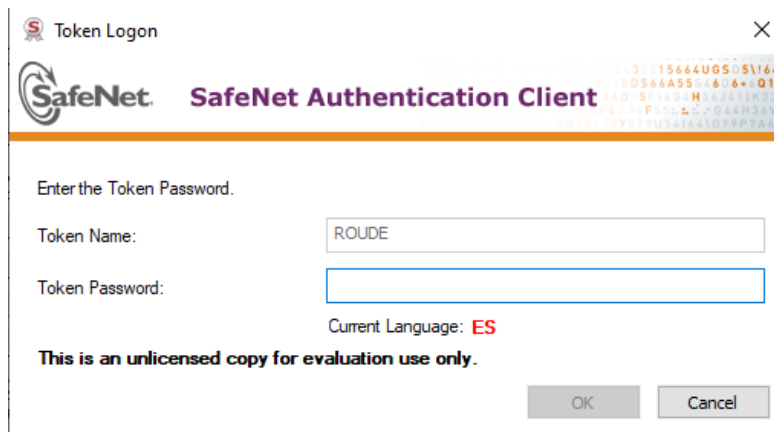 Token Logon
SafeNet. SafeNet Authentication Client
Enter the Token Password.
Token Name: ROUDE
Token Password:
Current Language: ES
This is an unlicensed copy for evaluation use only.
OK Cancel